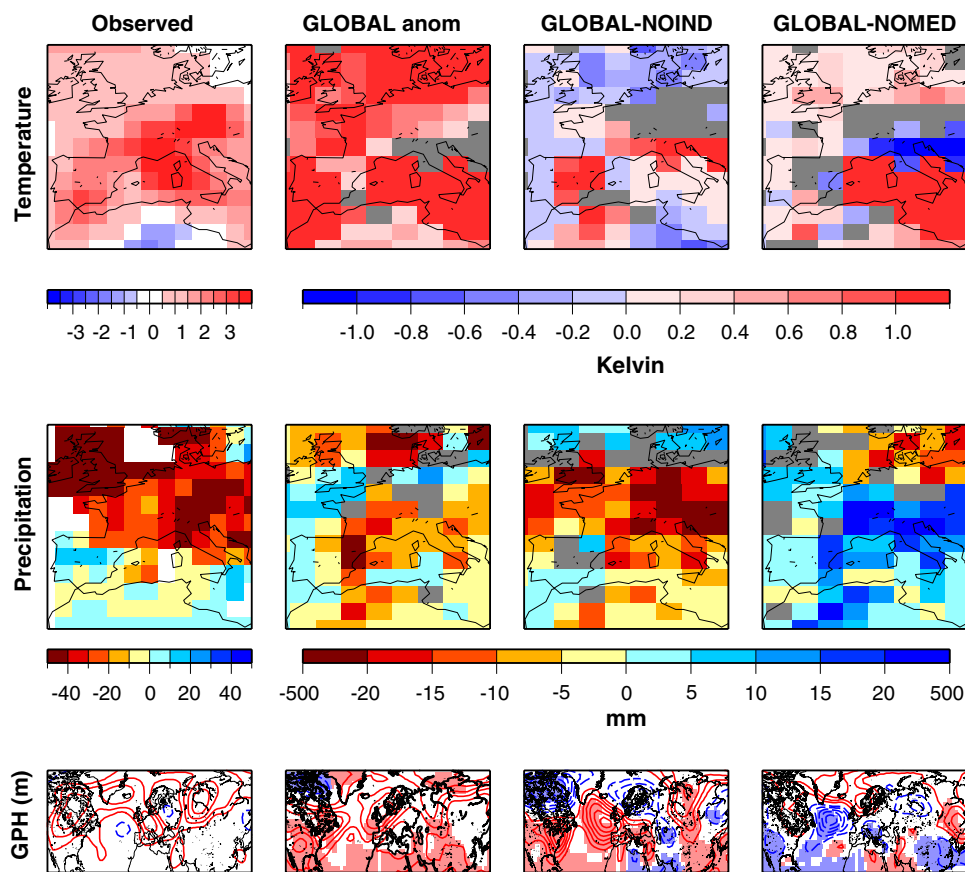 Observed GLOBAL anom GLOBAL-NOIND GLOBAL-NOMED
Temperature
-3 -2 -1 0 1 2 3
-1.0 -0.8 -0.6 -0.4 -0.2 0.0 0.2 0.4 0.6 0.8 1.0
Kelvin
Precipitation
-40 -20 0 20 40
-500 -20 -15 -10 -5 0 5 10 15 20 500
mm
GPH (m)